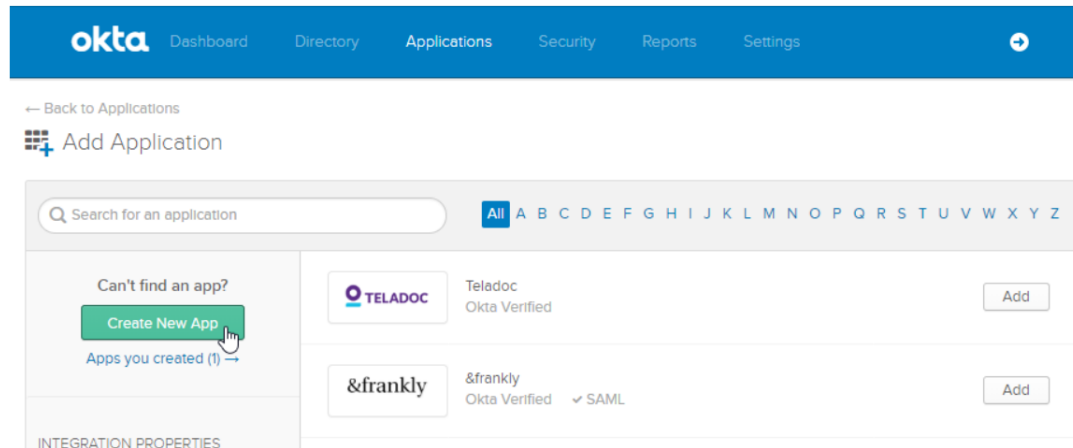 okta Dashboard Directory Applications Security Reports Settings
← Back to Applications
Add Application
Search for an application All A B C D E F G H I J K L M N O P Q R S T U V W X Y Z
Can't find an app?
Create New App
Apps you created (1) →
INTEGRATION PROPERTIES
TELADOC Teladoc Add
Okta Verified
&frankly &frankly Add
Okta Verified ✓ SAML